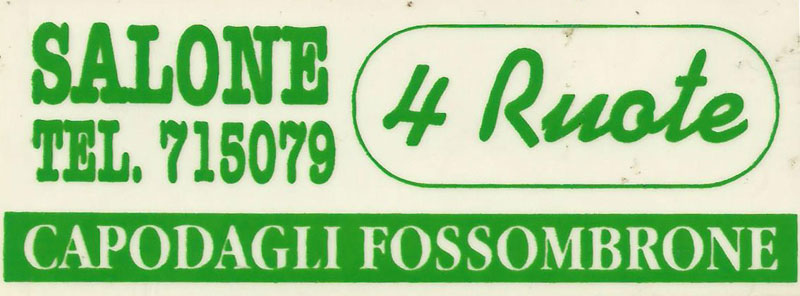 SALONE
TEL. 715079
4 Ruote
CAPODAGLI FOSSOMBRONE